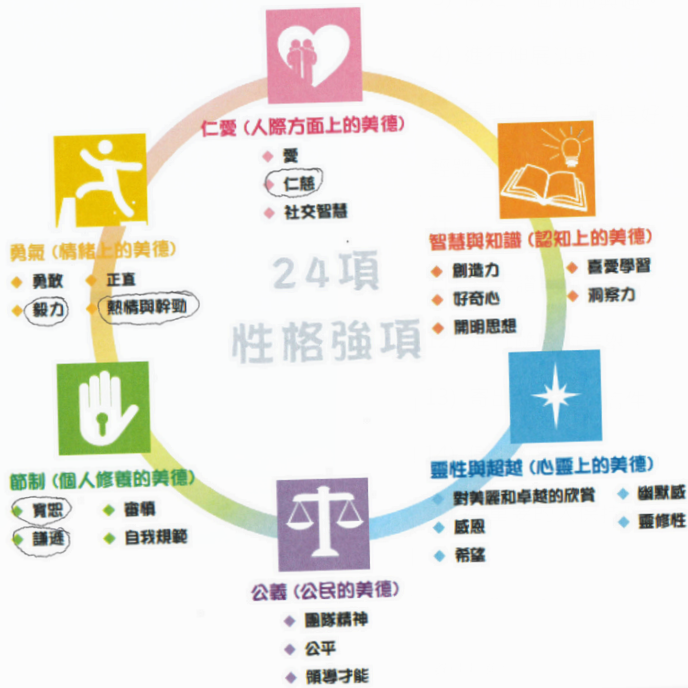 仁愛 (人際方面上的美德)
◆ 愛
◆ 仁慈
◆ 社交智慧
智慧與知識 (認知上的美德)
◆ 創造力 ◆ 喜愛學習
◆ 好奇心 ◆ 洞察力
◆ 開明思想
勇氣 (情緒上的美德)
◆ 勇敢 ◆ 正直
◆ 毅力 ◆ 熱情與幹勁
24項
性格強項
節制 (個人修養的美德)
◆ 寬恕 ◆ 審慎
◆ 謙遜 ◆ 自我規範
靈性與超越 (心靈上的美德)
◆ 對美麗和卓越的欣賞 ◆ 幽默感
◆ 感恩 ◆ 靈修性
◆ 希望
公義 (公民的美德)
◆ 團隊精神
◆ 公平
◆ 領導才能